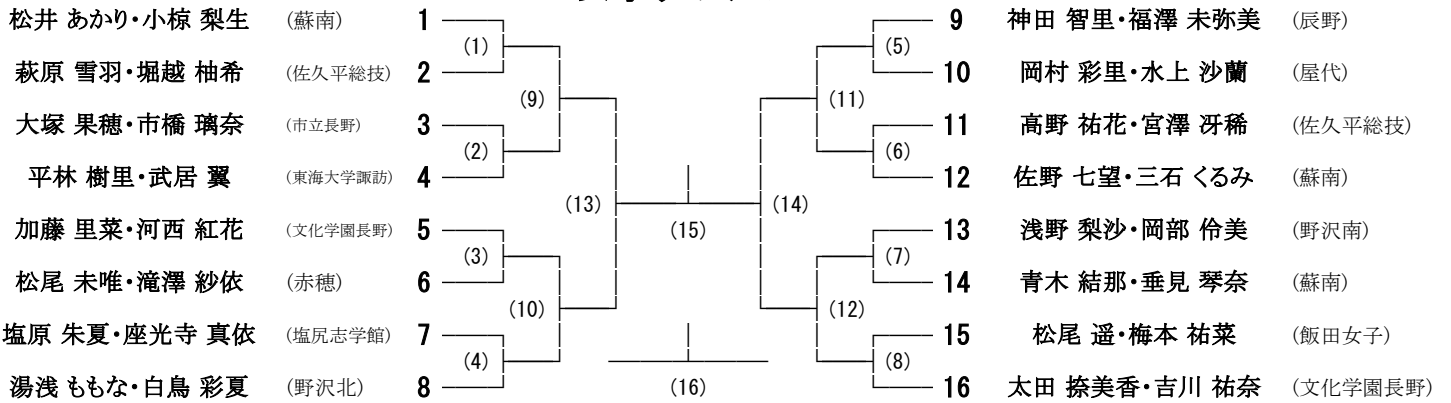 松井 あかり・小椋 梨生 (蘇南) 1
(1)
萩原 雪羽・堀越 柚希 (佐久平総技) 2
(9)
大塚 果穂・市橋 璃奈 (市立長野) 3
(2)
平林 樹里・武居 翼 (東海大学諏訪) 4
(13)
加藤 里菜・河西 紅花 (文化学園長野) 5
(3)
松尾 未唯・滝澤 紗依 (赤穂) 6
(10)
塩原 朱夏・座光寺 真依 (塩尻志学館) 7
(4)
湯浅 ももな・白鳥 彩夏 (野沢北) 8
(15)
(16)
9 神田 智里・福澤 未弥美 (辰野)
(5)
10 岡村 彩里・水上 沙蘭 (屋代)
(11)
11 高野 祐花・宮澤 冴稀 (佐久平総技)
(6)
12 佐野 七望・三石 くるみ (蘇南)
(14)
13 浅野 梨沙・岡部 伶美 (野沢南)
(7)
14 青木 結那・垂見 琴奈 (蘇南)
(12)
15 松尾 遥・梅本 祐菜 (飯田女子)
(8)
16 太田 捺美香・吉川 祐奈 (文化学園長野)